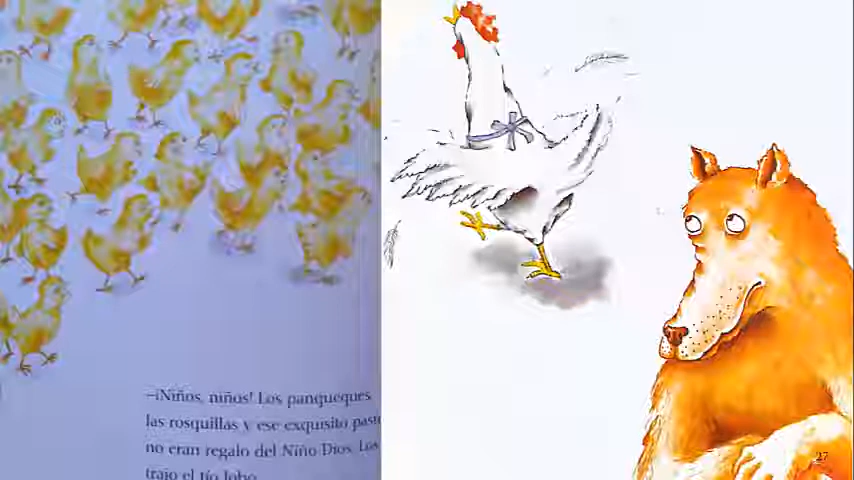 —¡Niños, niños! Los panqueques,
las rosquillas y ese exquisito paste
no eran regalo del Niño Dios. Los
trajo el tío lobo
27